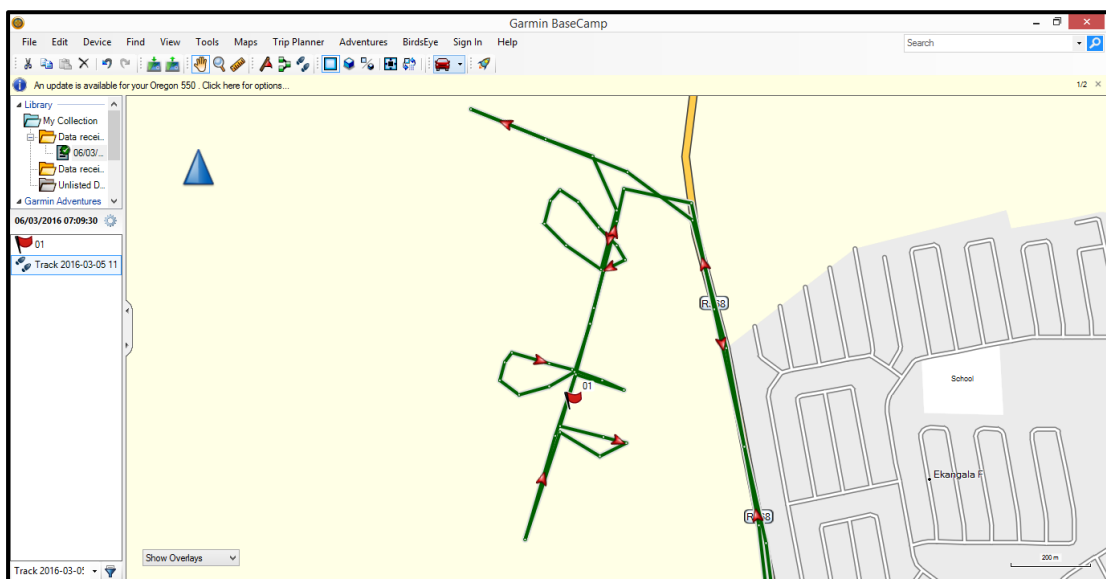 Garmin BaseCamp
File Edit Device Find View Tools Maps Trip Planner Adventures BirdsEye Sign In Help
Search
An update is available for your Oregon 550 . Click here for options...
1/2
Library
My Collection
Data recei..
06/03/...
Data recei..
Unlisted D..
Garmin Adventures
06/03/2016 07:09:30
01
Track 2016-03-05 11
01
School
Ekangala F
Show Overlays
200 m
Track 2016-03-05